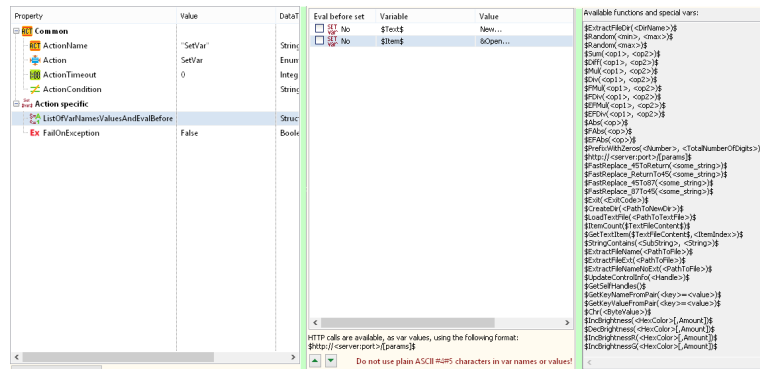 Property Value DataT
Common
ActionName "SetVar" String
Action SetVar Enum
ActionTimeout 0 Integ
ActionCondition String
Action specific
ListOfVarNamesValuesAndEvalBefore Struc
Ex FailOnException False Boole
Eval before set Variable Value
No $Text$ New...
No $Item$ &Open...
HTTP calls are available, as var values, using the following format:
$http://<server:port>/[params]$
Do not use plain ASCII #4#5 characters in var names or values!
Available functions and special vars:
$ExtractFileDir(<DirName>)$
$Random(<min>, <max>)$
$Random(<max>)$
$Sum(<op1>, <op2>)$
$Diff(<op1>, <op2>)$
$Mul(<op1>, <op2>)$
$Div(<op1>, <op2>)$
$FMul(<op1>, <op2>)$
$FDiv(<op1>, <op2>)$
$EFMul(<op1>, <op2>)$
$EFDiv(<op1>, <op2>)$
$Abs(<op>)$
$FAbs(<op>)$
$EFAbs(<op>)$
$PrefixWithZeros(<Number>, <TotalNumberOfDigits>)
$http://<server:port>/[params]$
$FastReplace_45ToReturn(<some_string>)$
$FastReplace_ReturnTo45(<some_string>)$
$FastReplace_45To87(<some_string>)$
$FastReplace_87To45(<some_string>)$
$Exit(<ExitCode>)$
$CreateDir(<PathToNewDir>)$
$LoadTextFile(<PathToTextFile>)$
$ItemCount($TextFileContent$)$
$GetTextItem($TextFileContent$,<ItemIndex>)$
$StringContains(<SubString>, <String>)$
$ExtractFileName(<PathToFile>)$
$ExtractFileExt(<PathToFile>)$
$ExtractFileNameNoExt(<PathToFile>)$
$UpdateControlInfo(<Handle>)$
$GetSelfHandles()$
$GetKeyNameFromPair(<key>=<value>)$
$GetKeyValueFromPair(<key>=<value>)$
$Chr(<ByteValue>)$
$IncBrightness(<HexColor>[,Amount])$
$DecBrightness(<HexColor>[,Amount])$
$IncBrightnessR(<HexColor>[,Amount])$
$IncBrightnessG(<HexColor>[,Amount])$